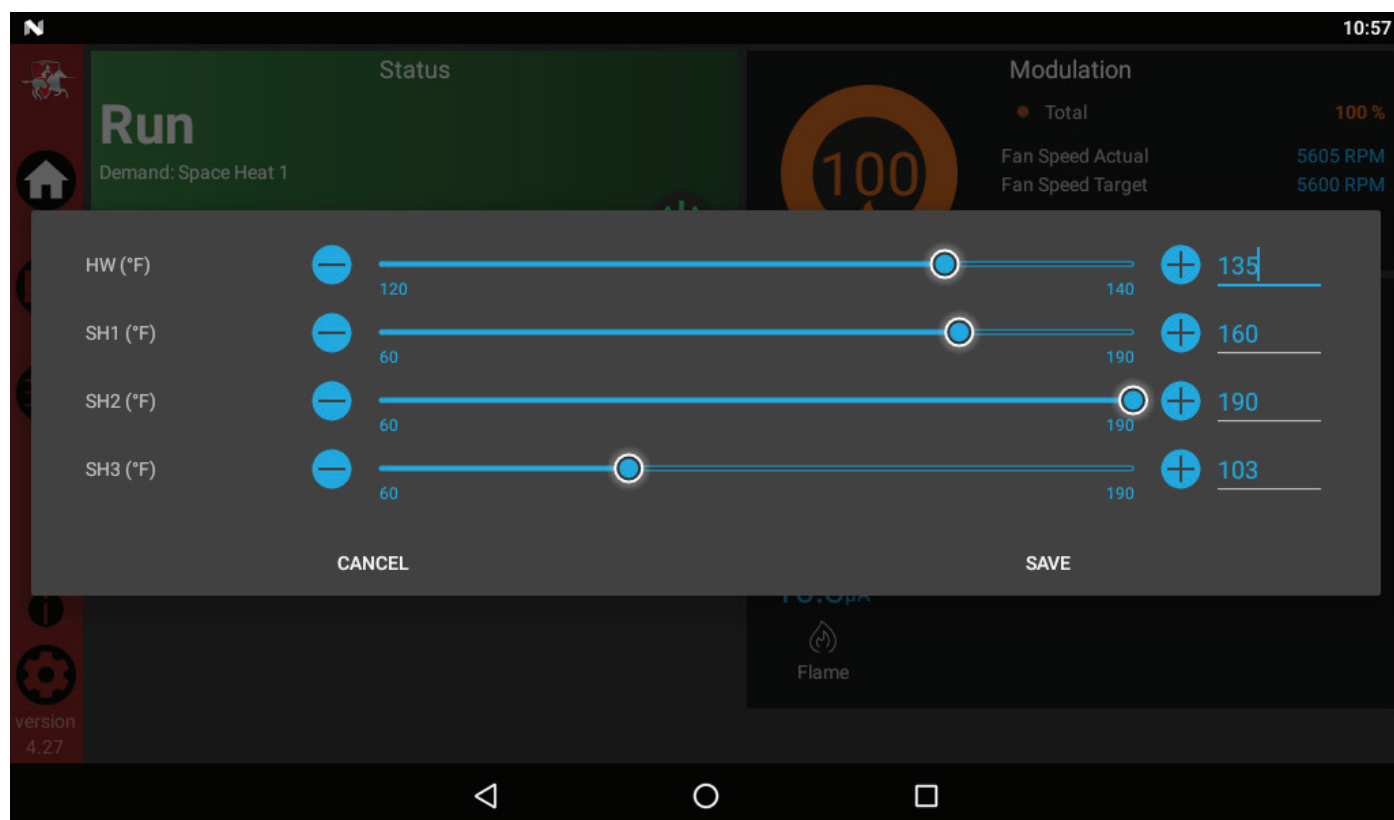 10:57
Status
Run
Demand: Space Heat 1
Modulation
100
Total 100 %
Fan Speed Actual 5605 RPM
Fan Speed Target 5600 RPM
HW (°F) 135
120 140
SH1 (°F) 160
60 190
SH2 (°F) 190
60 190
SH3 (°F) 103
60 190
CANCEL SAVE
Flame
version
4.27